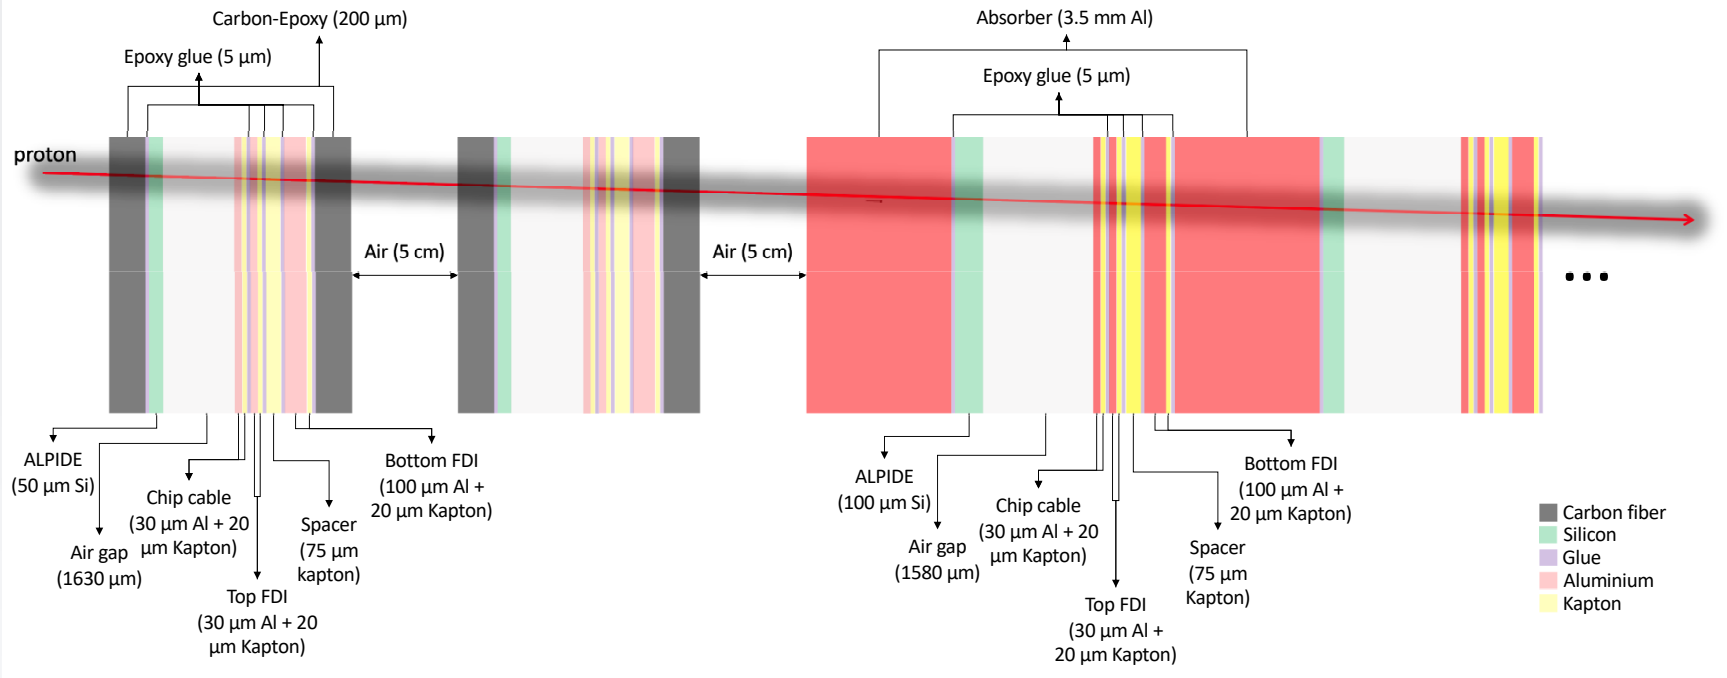 Carbon-Epoxy (200 µm)
Epoxy glue (5 µm)
proton
Air (5 cm)
Air (5 cm)
Absorber (3.5 mm Al)
Epoxy glue (5 µm)
ALPIDE
(50 µm Si)
Air gap
(1630 µm)
Chip cable
(30 µm Al + 20
µm Kapton)
Top FDI
(30 µm Al + 20
µm Kapton)
Spacer
(75 µm
kapton)
Bottom FDI
(100 µm Al +
20 µm Kapton)
ALPIDE
(100 µm Si)
Air gap
(1580 µm)
Chip cable
(30 µm Al + 20
µm Kapton)
Top FDI
(30 µm Al +
20 µm Kapton)
Spacer
(75 µm
Kapton)
Bottom FDI
(100 µm Al +
20 µm Kapton)
Carbon fiber
Silicon
Glue
Aluminium
Kapton